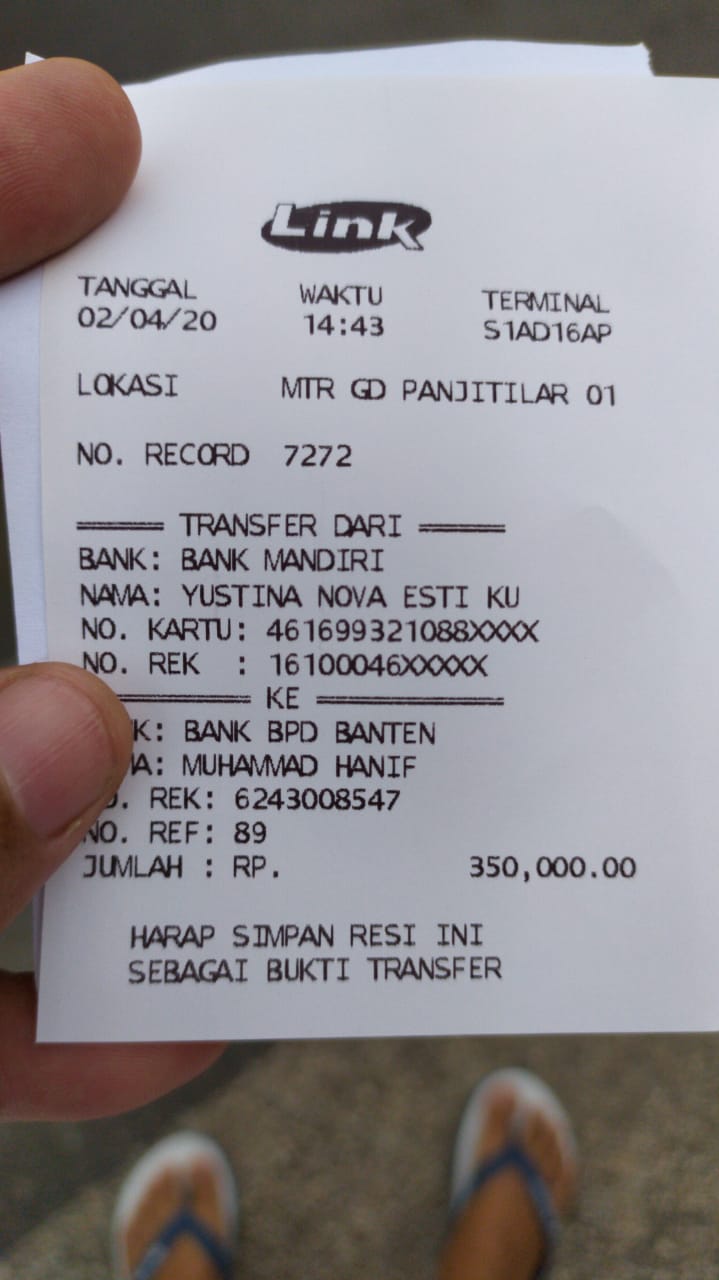 Link
TANGGAL WAKTU TERMINAL
02/04/20 14:43 S1AD16AP
LOKASI MTR GD PANJITILAR 01
NO. RECORD 7272
====== TRANSFER DARI ======
BANK: BANK MANDIRI
NAMA: YUSTINA NOVA ESTI KU
NO. KARTU: 461699321088XXXX
NO. REK : 16100046XXXXX
KE =============
K: BANK BPD BANTEN
A: MUHAMMAD HANIF
. REK: 6243008547
NO. REF: 89
JUMLAH : RP. 350,000.00
HARAP SIMPAN RESI INI
SEBAGAI BUKTI TRANSFER